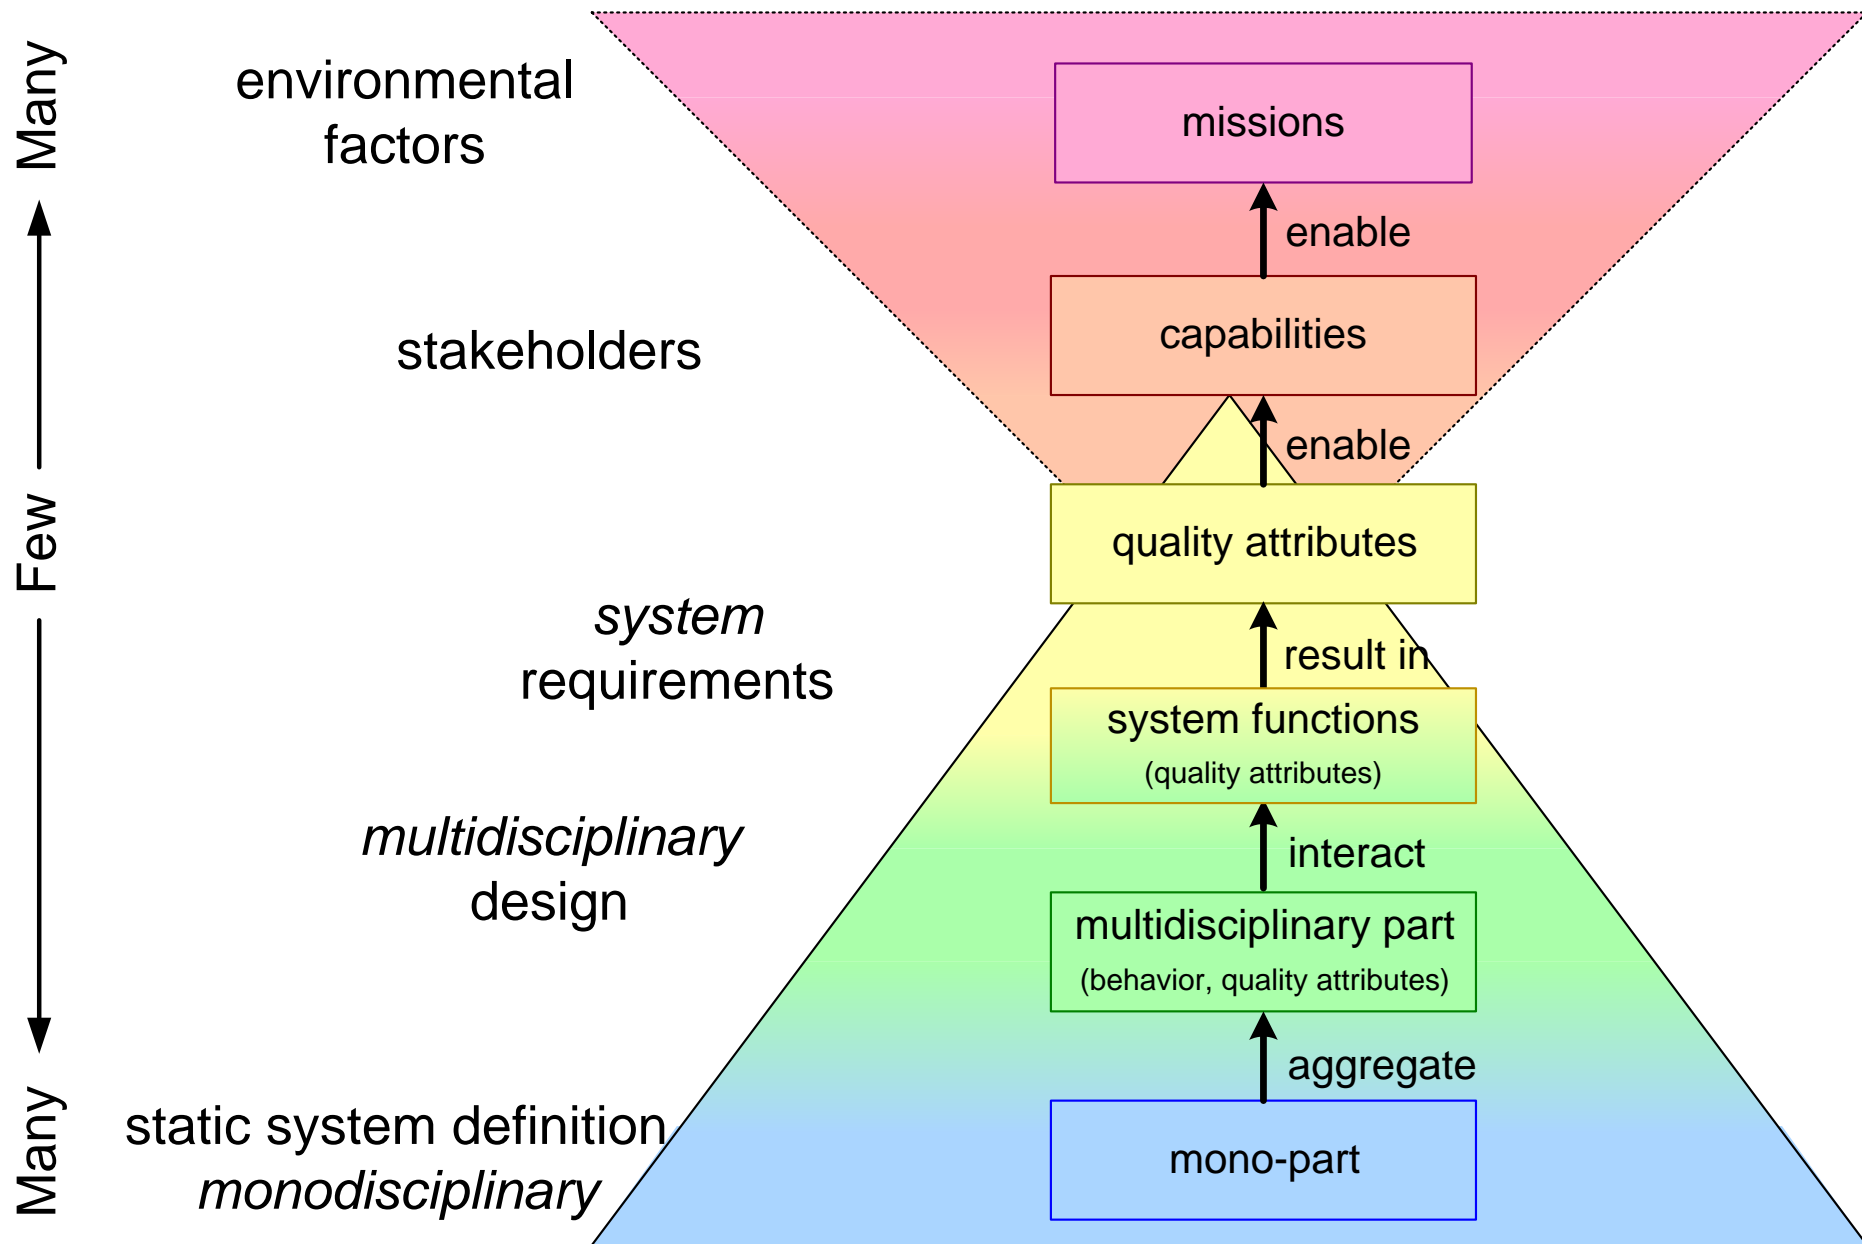 Many
environmental
factors
missions
enable
stakeholders
capabilities
enable
Few
quality attributes
system
requirements
result in
system functions
(quality attributes)
multidisciplinary
design
interact
multidisciplinary part
(behavior, quality attributes)
aggregate
Many
static system definition
monodisciplinary
mono-part